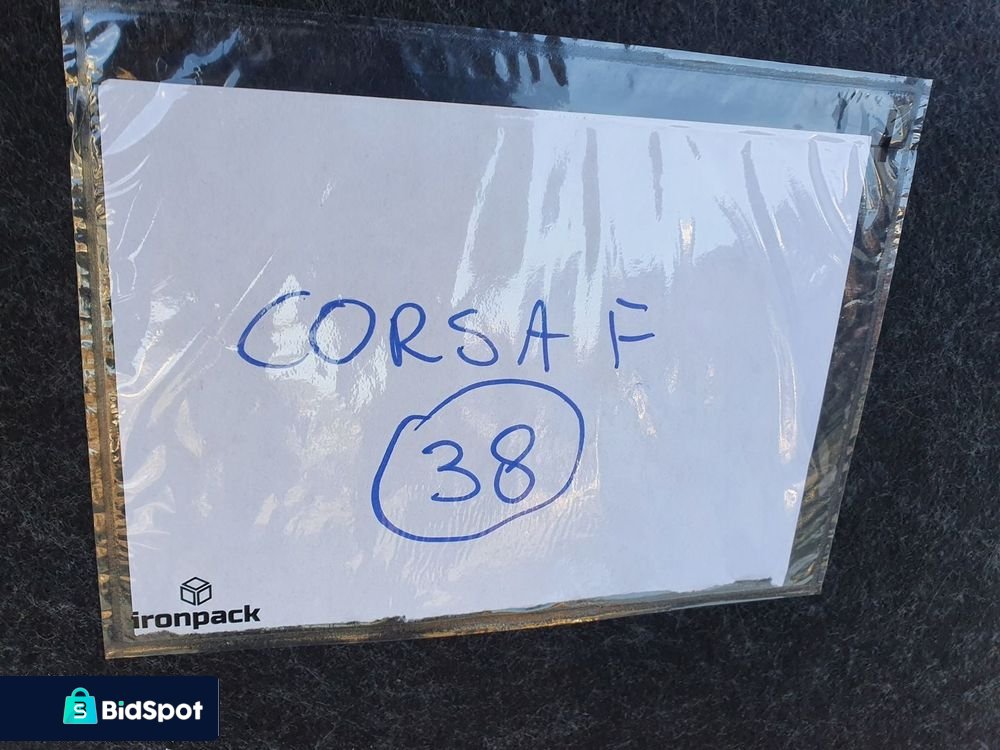 CORSA F
38
ironpack
BidSpot